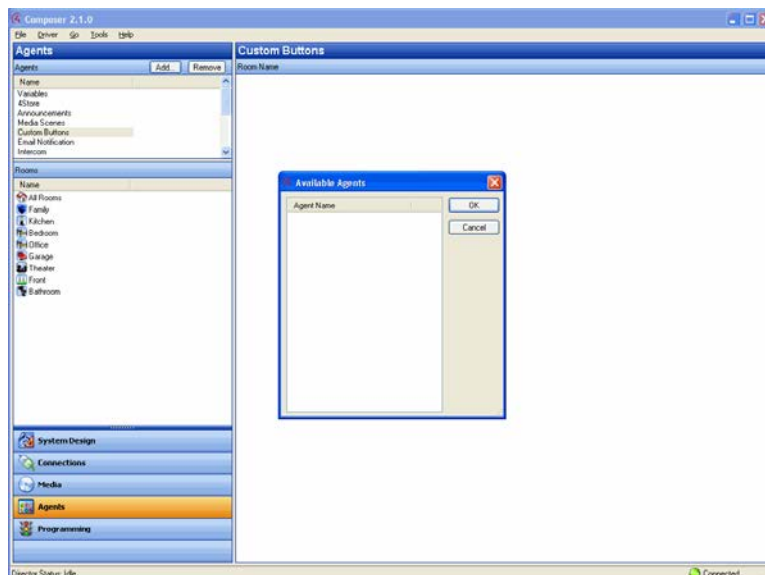 Composer 2.1.0
File Driver Go Tools Help
Agents
Agents Add... Remove
Name
Variables
4Store
Announcements
Media Scenes
Custom Buttons
Email Notification
Intercom
Rooms
Name
All Rooms
Family
Kitchen
Bedroom
Office
Garage
Theater
Front
Bathroom
System Design
Connections
Media
Agents
Programming
Director Status: Idle
Custom Buttons
Room Name
Available Agents
Agent Name
OK
Cancel
Connected